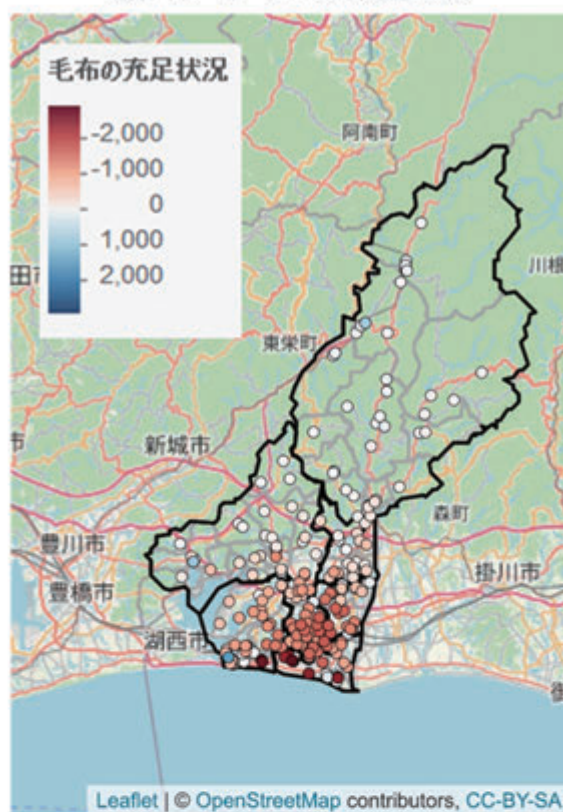 毛布の充足状況
-2,000
-1,000
0
1,000
2,000
阿南町
川根
田市
東栄町
市
新城市
森町
豊川市
掛川市
豊橋市
湖西市
御
Leaflet | © OpenStreetMap contributors, CC-BY-SA